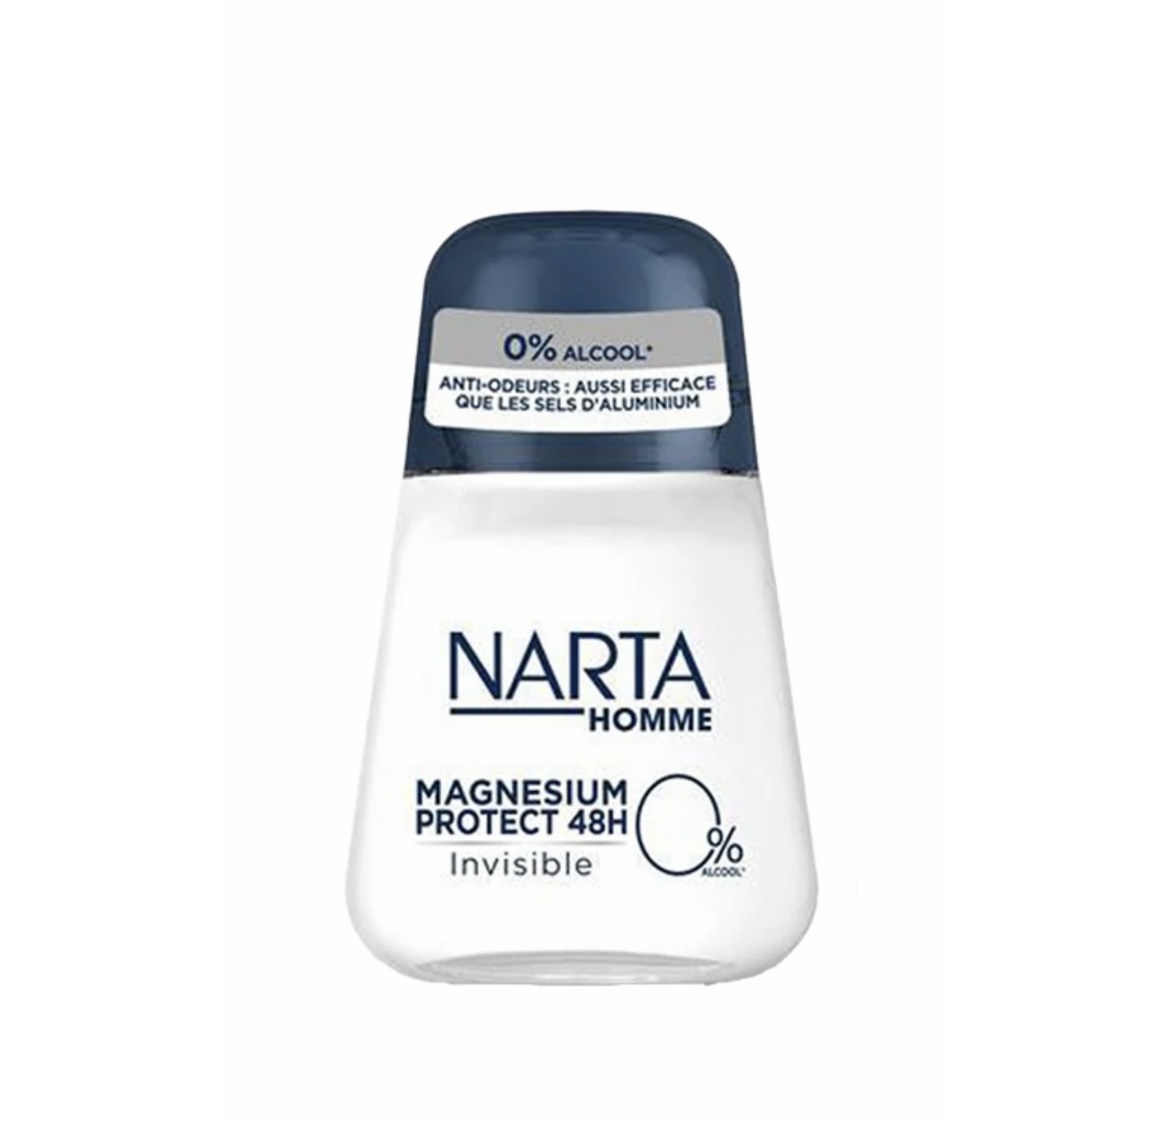 0% ALCOOL*
ANTI-ODEURS : AUSSI EFFICACE
QUE LES SELS D'ALUMINIUM
NARTA
HOMME
MAGNESIUM
PROTECT 48H
Invisible
0%
ALCOOL*